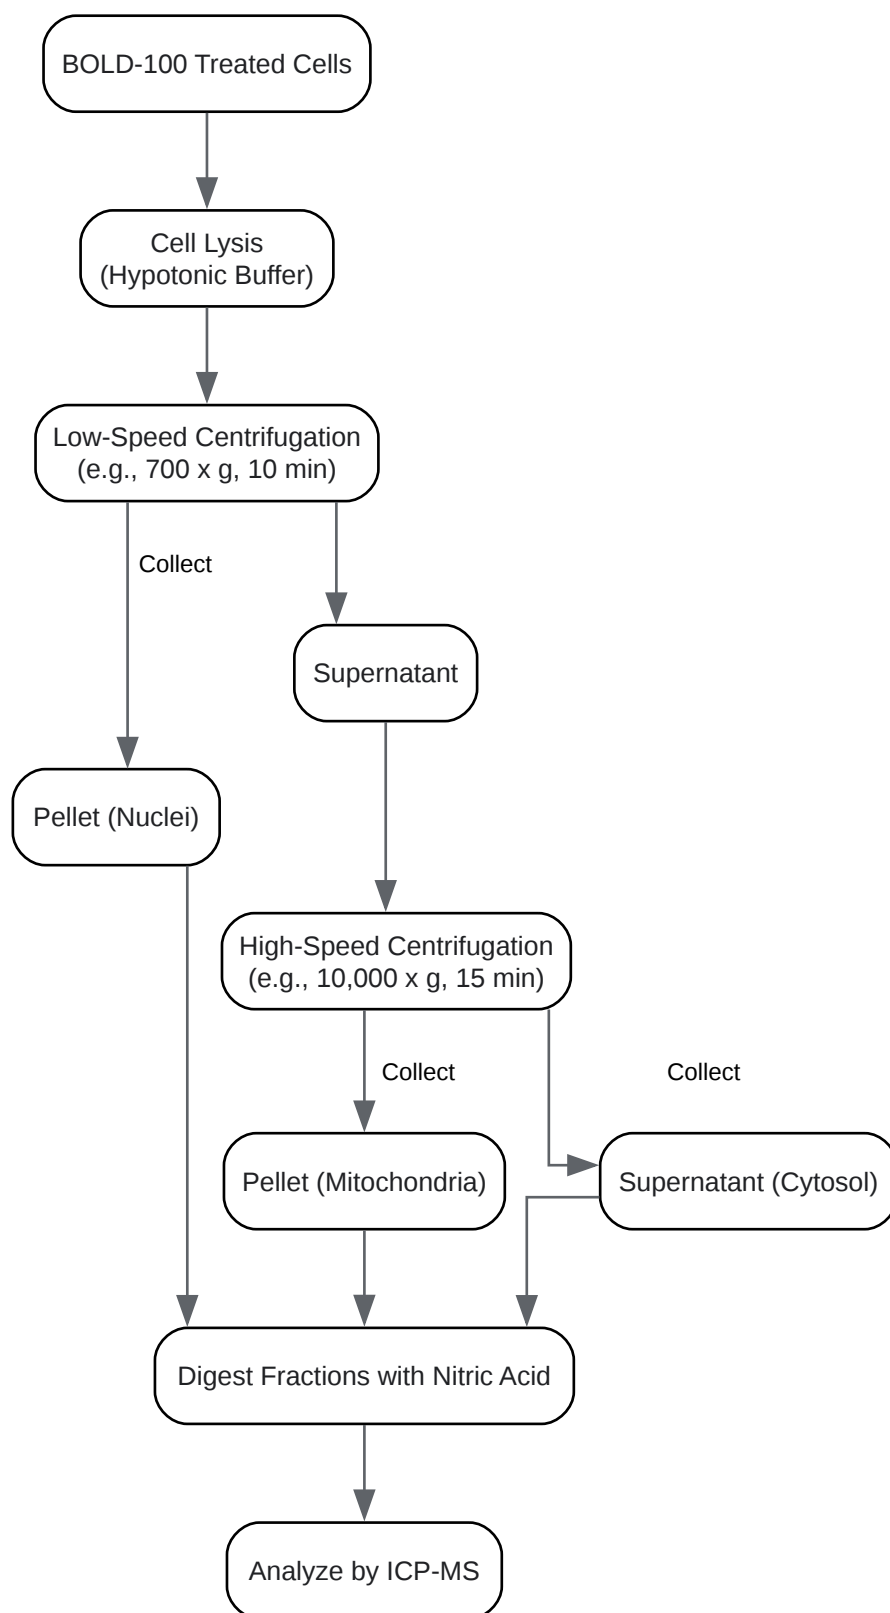 BOLD-100 Treated Cells
Cell Lysis
(Hypotonic Buffer)
Low-Speed Centrifugation
(e.g., 700 x g, 10 min)
Collect
Supernatant
Pellet (Nuclei)
High-Speed Centrifugation
(e.g., 10,000 x g, 15 min)
Collect
Collect
Pellet (Mitochondria)
Supernatant (Cytosol)
Digest Fractions with Nitric Acid
Analyze by ICP-MS